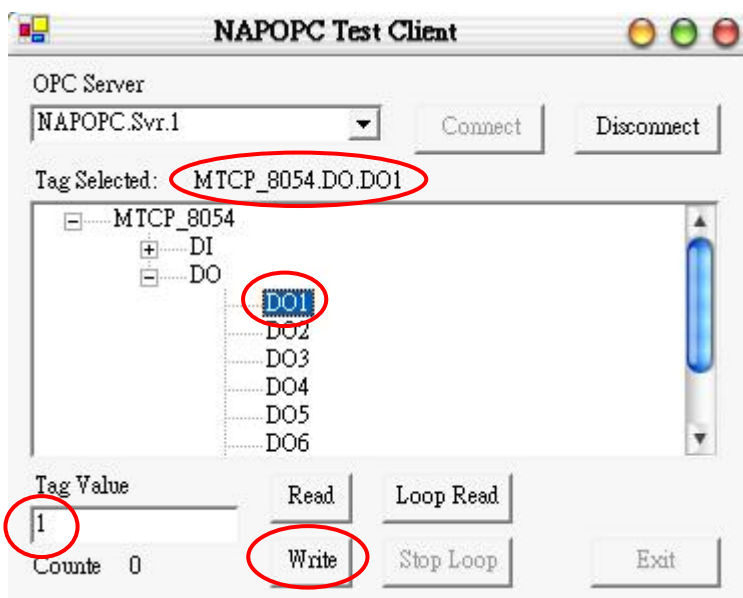 NAPOPC Test Client
OPC Server
NAPOPC.Svr.1
Connect
Disconnect
Tag Selected: MTCP_8054.DO.DO1
MTCP_8054
DI
DO
DO1
DO2
DO3
DO4
DO5
DO6
Tag Value
Read
Loop Read
1
Counte 0
Write
Stop Loop
Exit